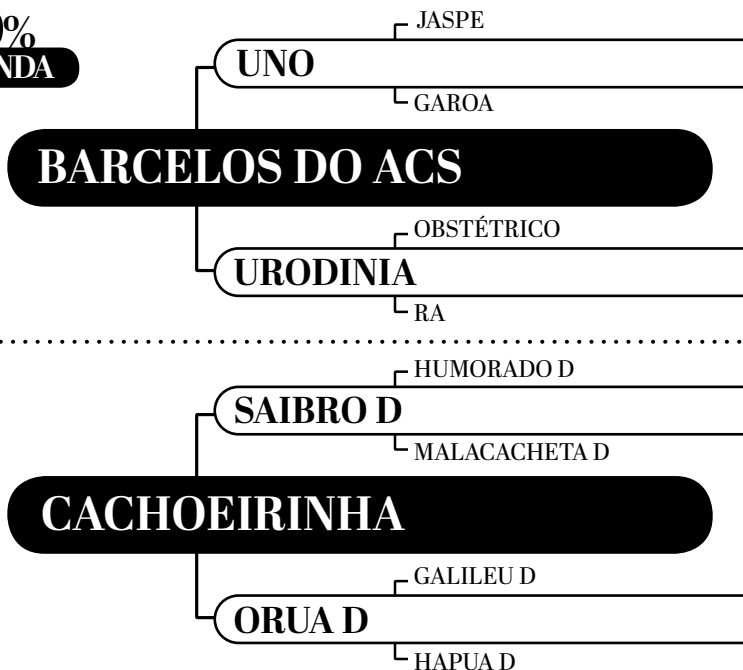 JASPE
UNO
GAROA
BARCELOS DO ACS
OBSTÉTRICO
URODINIA
RA
HUMORADO D
SAIBRO D
MALACACHETA D
CACHOEIRINHA
GALILEU D
ORUA D
HAPUA D